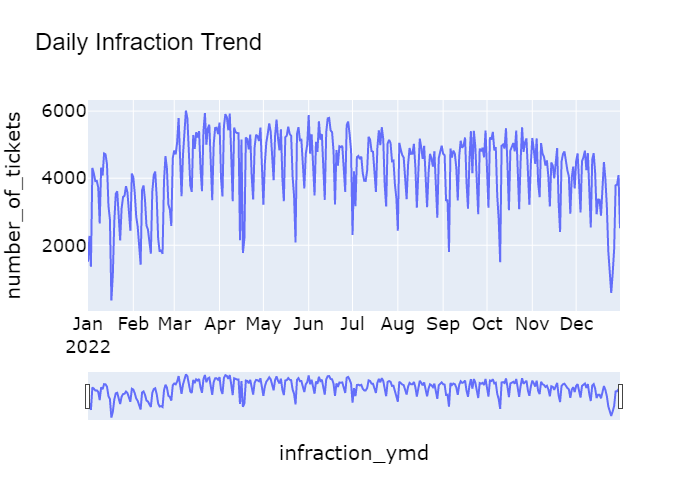 Daily Infraction Trend
number_of_tickets
6000
4000
2000
Jan Feb Mar Apr May Jun Jul Aug Sep Oct Nov Dec
2022
infraction_ymd